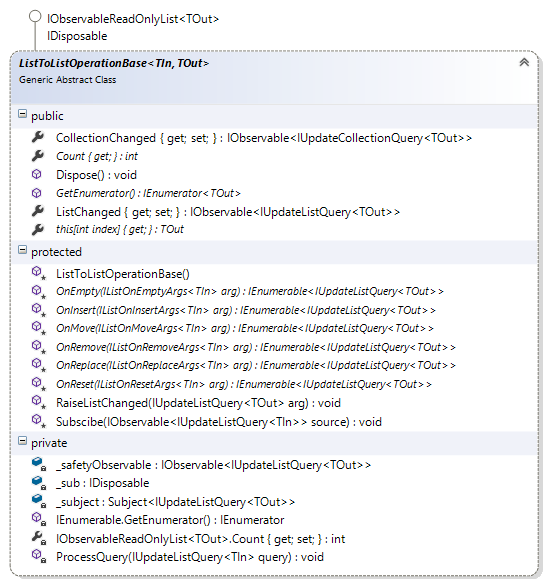 IObservableReadOnlyList<TOut>
IDisposable
ListToListOperationBase<TIn, TOut>
Generic Abstract Class
public
CollectionChanged { get; set; } : IObservable<IUpdateCollectionQuery<TOut>>
Count { get; } : int
Dispose() : void
GetEnumerator() : IEnumerator<TOut>
ListChanged { get; set; } : IObservable<IUpdateListQuery<TOut>>
this[int index] { get; } : TOut
protected
ListToListOperationBase()
OnEmpty(IListOnEmptyArgs<TIn> arg) : IEnumerable<IUpdateListQuery<TOut>>
OnInsert(IListOnInsertArgs<TIn> arg) : IEnumerable<IUpdateListQuery<TOut>>
OnMove(IListOnMoveArgs<TIn> arg) : IEnumerable<IUpdateListQuery<TOut>>
OnRemove(IListOnRemoveArgs<TIn> arg) : IEnumerable<IUpdateListQuery<TOut>>
OnReplace(IListOnReplaceArgs<TIn> arg) : IEnumerable<IUpdateListQuery<TOut>>
OnReset(IListOnResetArgs<TIn> arg) : IEnumerable<IUpdateListQuery<TOut>>
RaiseListChanged(IUpdateListQuery<TOut> arg) : void
Subscibe(IObservable<IUpdateListQuery<TIn>> source) : void
private
_safetyObservable : IObservable<IUpdateListQuery<TOut>>
_sub : IDisposable
_subject : Subject<IUpdateListQuery<TOut>>
IEnumerable.GetEnumerator() : IEnumerator
IObservableReadOnlyList<TOut>.Count { get; set; } : int
ProcessQuery(IUpdateListQuery<TIn> query) : void